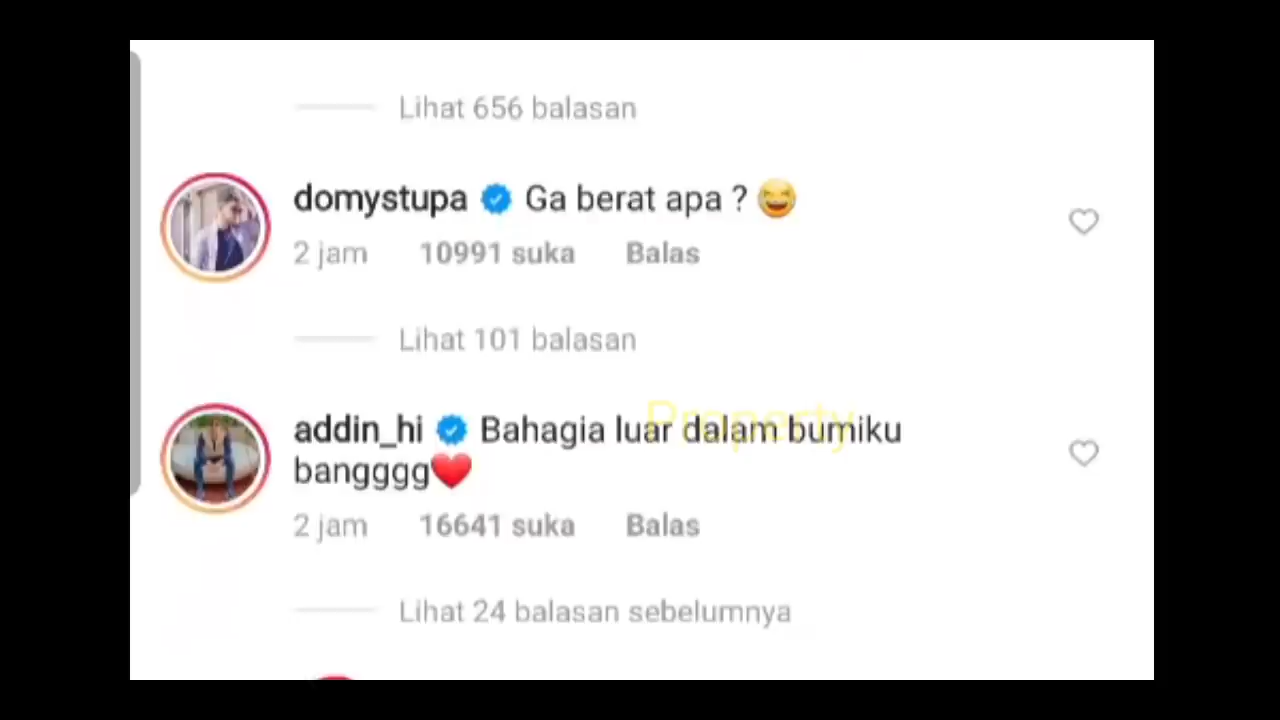 Lihat 656 balasan
domystupa Ga berat apa ? 😆
2 jam 10991 suka Balas
Lihat 101 balasan
addin_hi Bahagia luar dalam bumiku
bangggg❤️
Property
2 jam 16641 suka Balas
Lihat 24 balasan sebelumnya